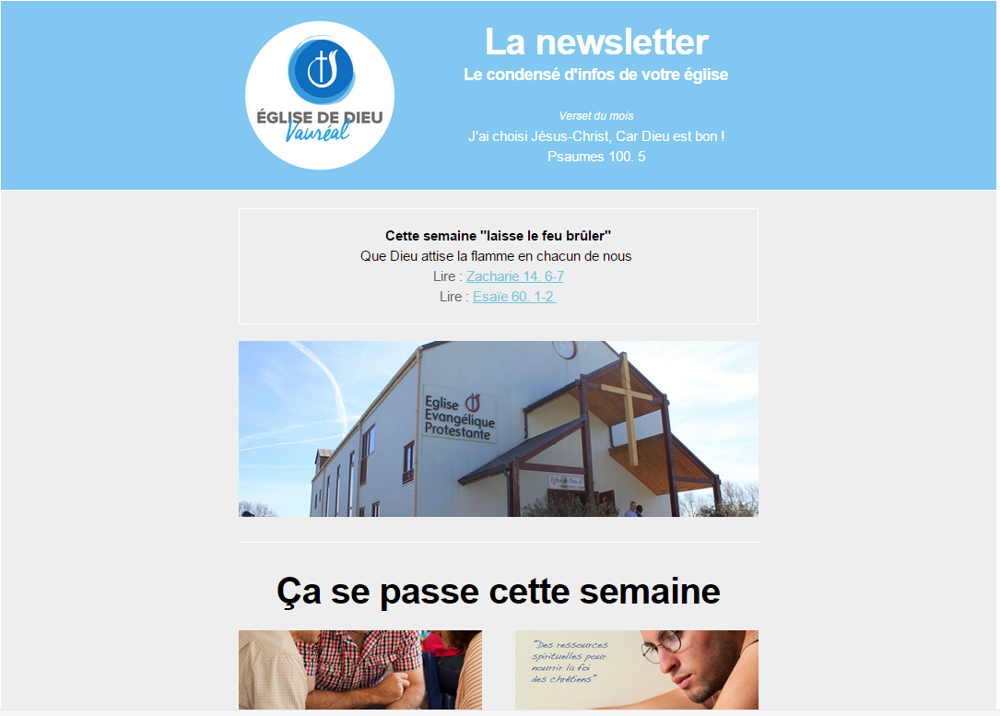 ÉGLISE DE DIEU
Vauréal
La newsletter
Le condensé d'infos de votre église
Verset du mois
J'ai choisi Jésus-Christ, Car Dieu est bon !
Psaumes 100. 5
Cette semaine "laisse le feu brûler"
Que Dieu attise la flamme en chacun de nous
Lire : Zacharie 14. 6-7
Lire : Esaïe 60. 1-2
Eglise
Evangélique
Protestante
Eglise de Dieu
Ça se passe cette semaine
"Des ressources
spirituelles pour
nourrir la foi
des chrétiens"